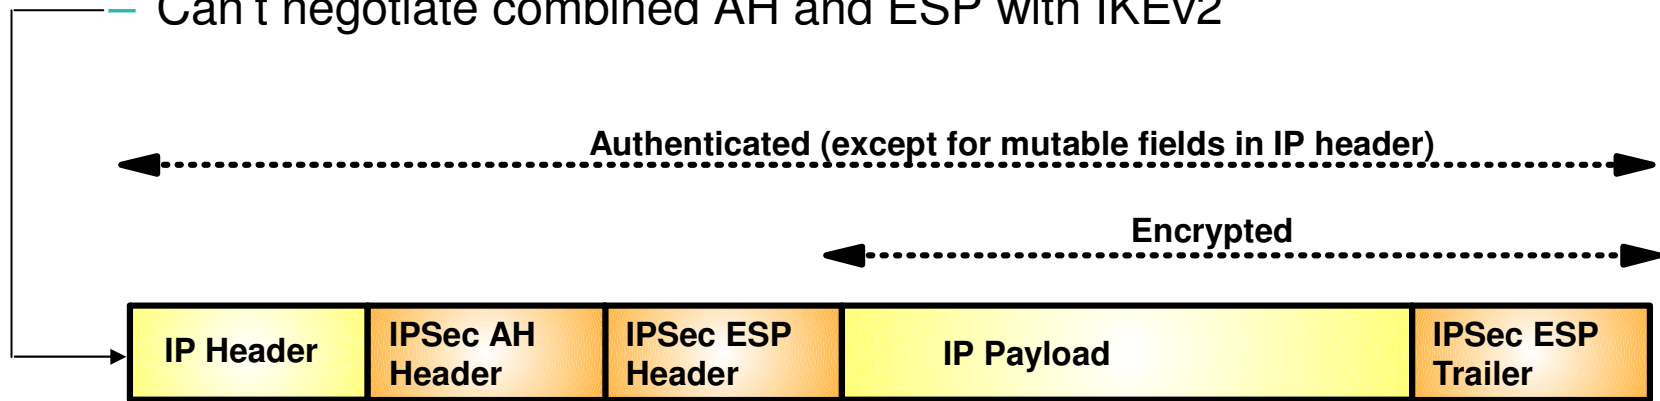 – Can't negotiate combined AH and ESP with IKEv2
Authenticated (except for mutable fields in IP header)
Encrypted
IP Header
IPSec AH
Header
IPSec ESP
Header
IP Payload
IPSec ESP
Trailer